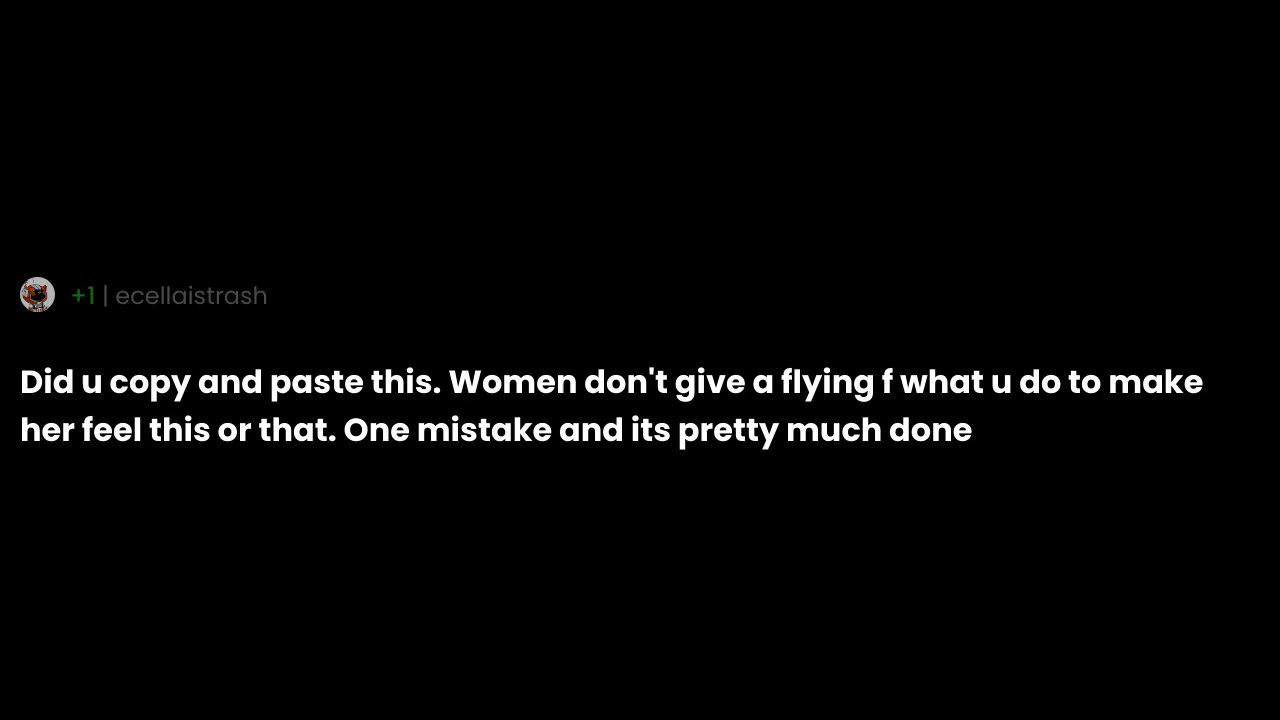 +1 | ecellaistrash
Did u copy and paste this. Women don't give a flying f what u do to make
her feel this or that. One mistake and its pretty much done